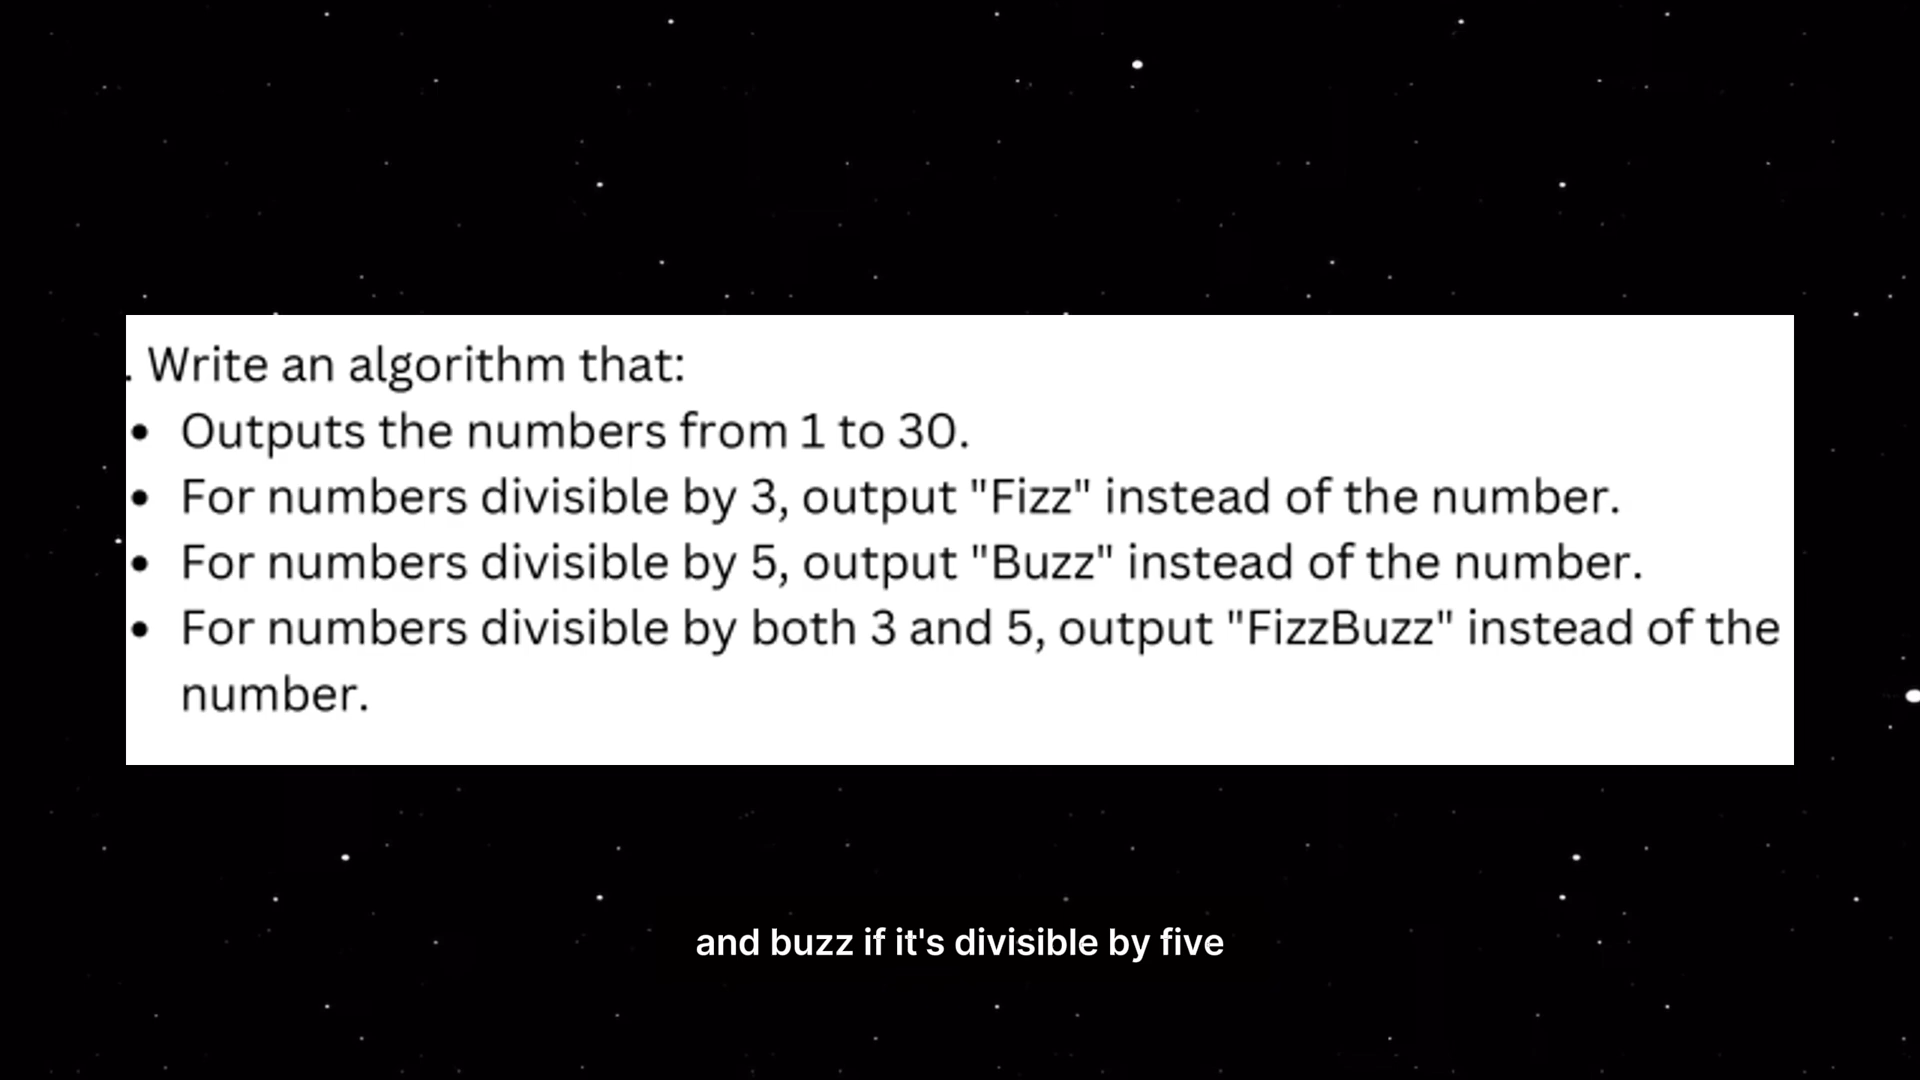 . Write an algorithm that:
• Outputs the numbers from 1 to 30.
• For numbers divisible by 3, output "Fizz" instead of the number.
• For numbers divisible by 5, output "Buzz" instead of the number.
• For numbers divisible by both 3 and 5, output "FizzBuzz" instead of the
number.
and buzz if it's divisible by five